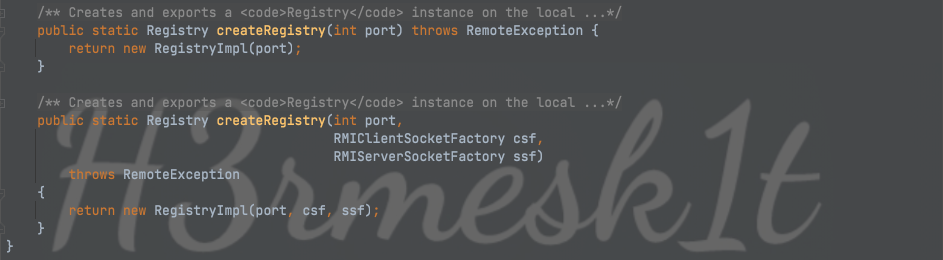 /** Creates and exports a <code>Registry</code> instance on the local ...*/
public static Registry createRegistry(int port) throws RemoteException {
    return new RegistryImpl(port);
}
/** Creates and exports a <code>Registry</code> instance on the local ...*/
public static Registry createRegistry(int port,
                                      RMIClientSocketFactory csf,
                                      RMIServerSocketFactory ssf)
    throws RemoteException
{
    return new RegistryImpl(port, csf, ssf);
}
}
H3rmesk1t